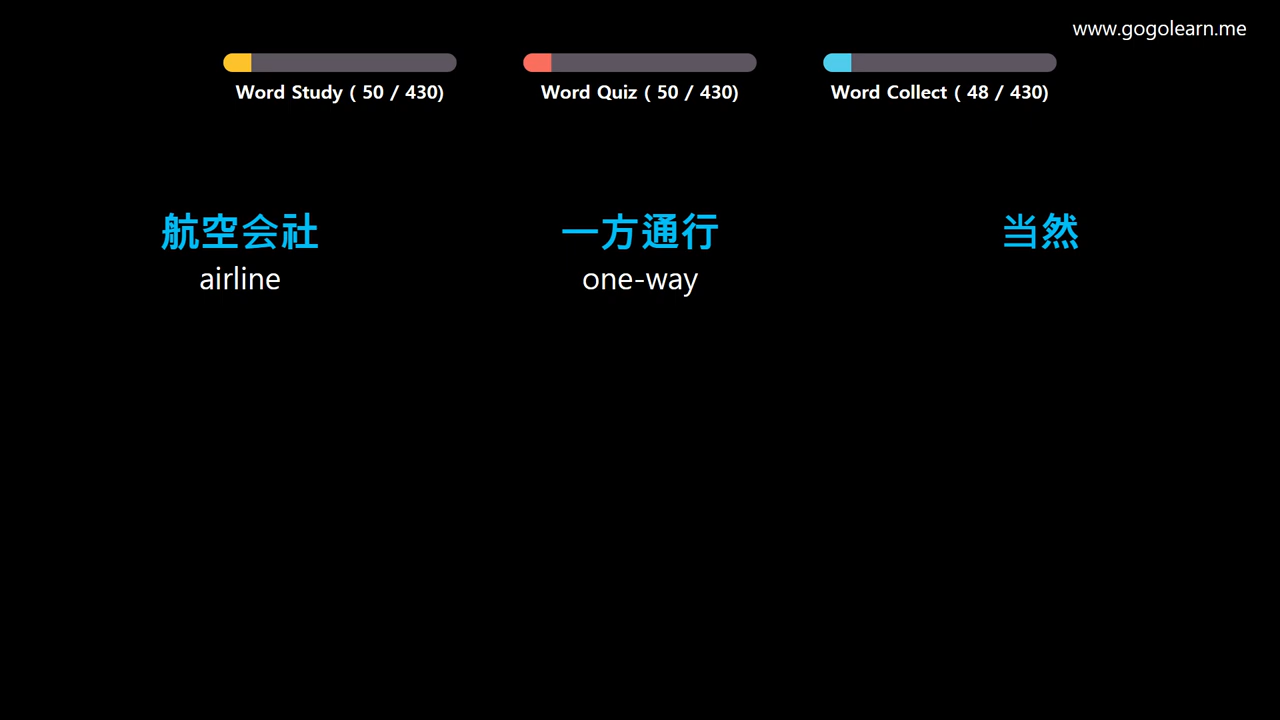 www.gogolearn.me
Word Study ( 50 / 430)
Word Quiz ( 50 / 430)
Word Collect ( 48 / 430)
航空会社
airline
一方通行
one-way
当然